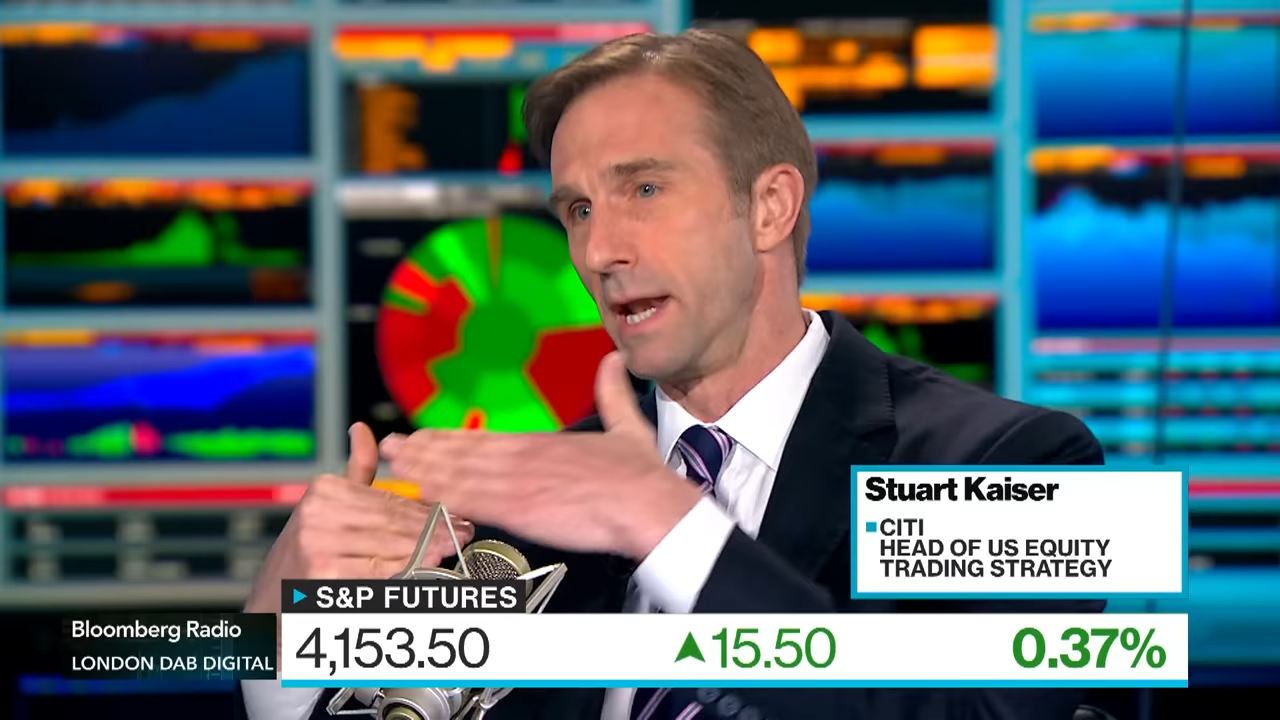 Stuart Kaiser
CITI
HEAD OF US EQUITY
TRADING STRATEGY
S&P FUTURES
Bloomberg Radio
LONDON DAB DIGITAL
4,153.50
15.50
0.37%